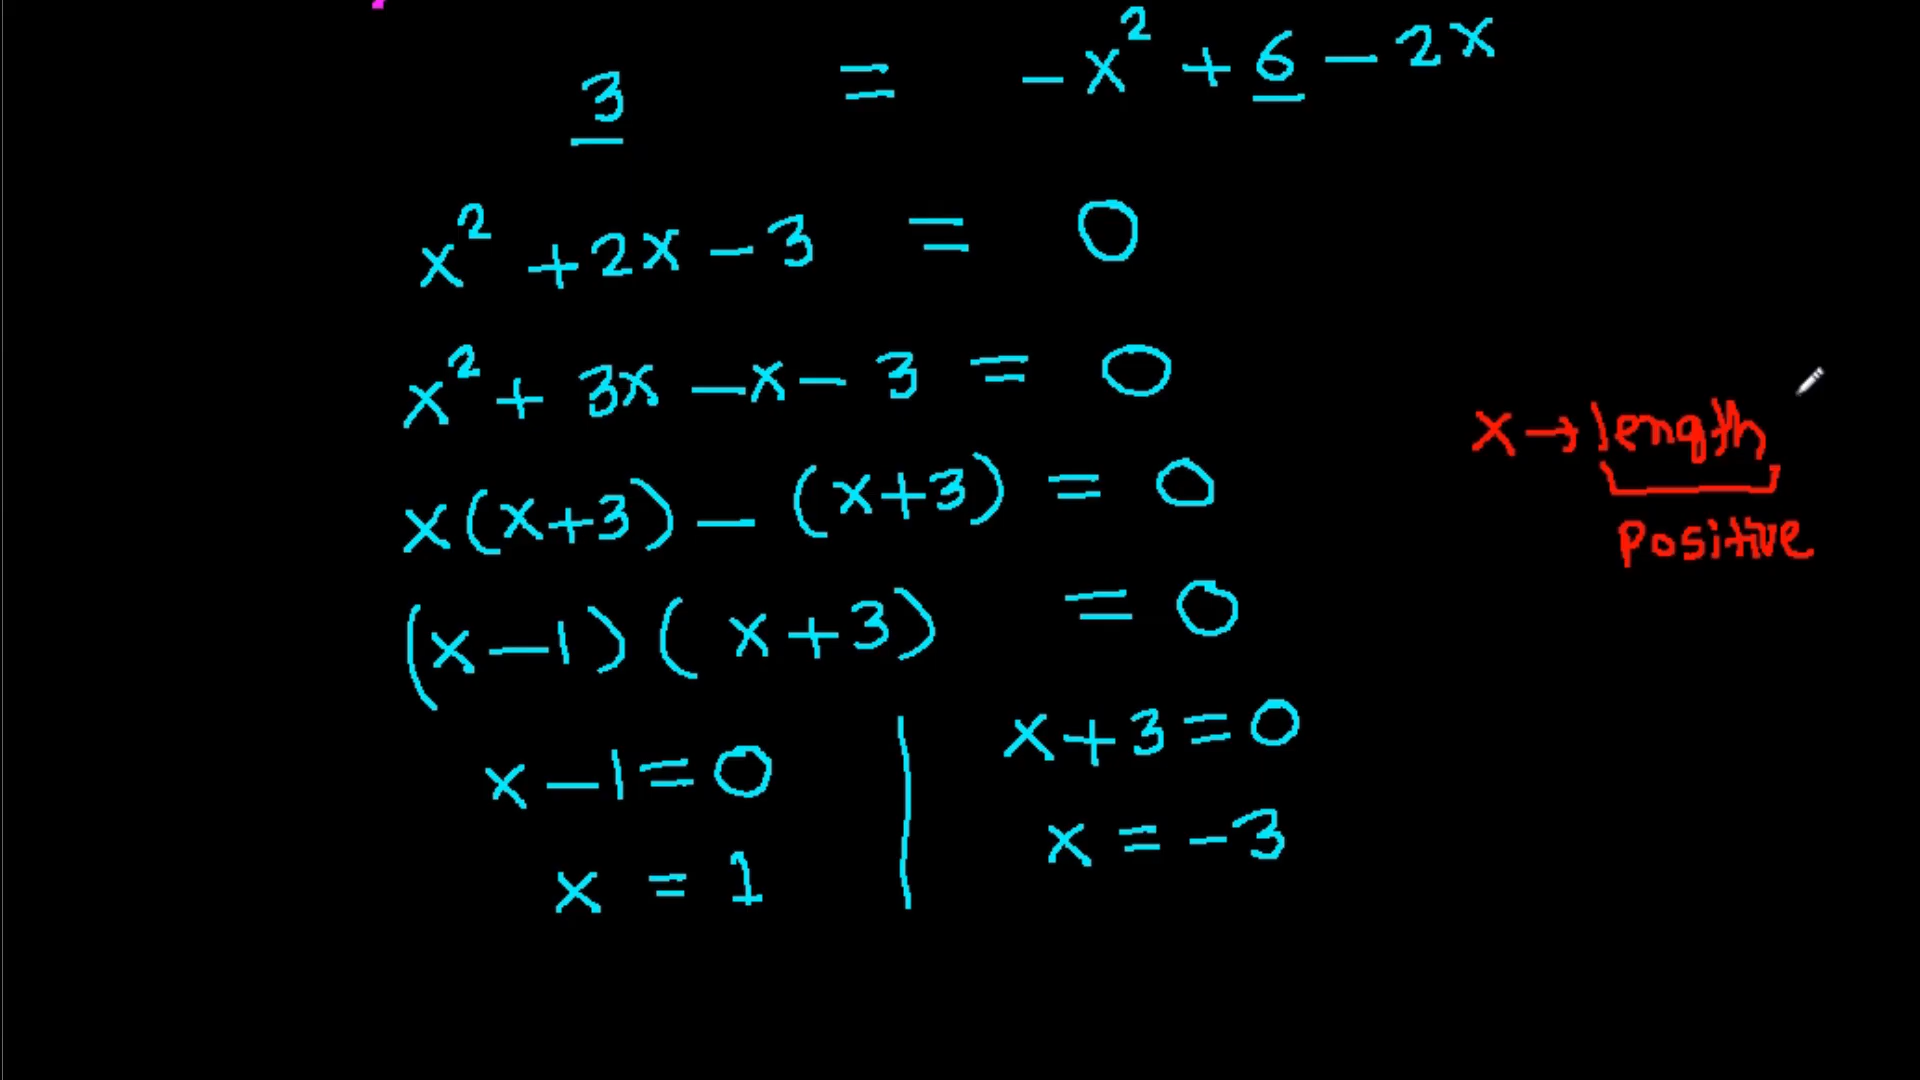 3 = -x² + 6 - 2x
x² + 2x - 3 = 0
x² + 3x - x - 3 = 0
x(x+3) - (x+3) = 0
(x-1)(x+3) = 0
x-1=0
x = 1
x+3=0
x = -3
x → length
positive